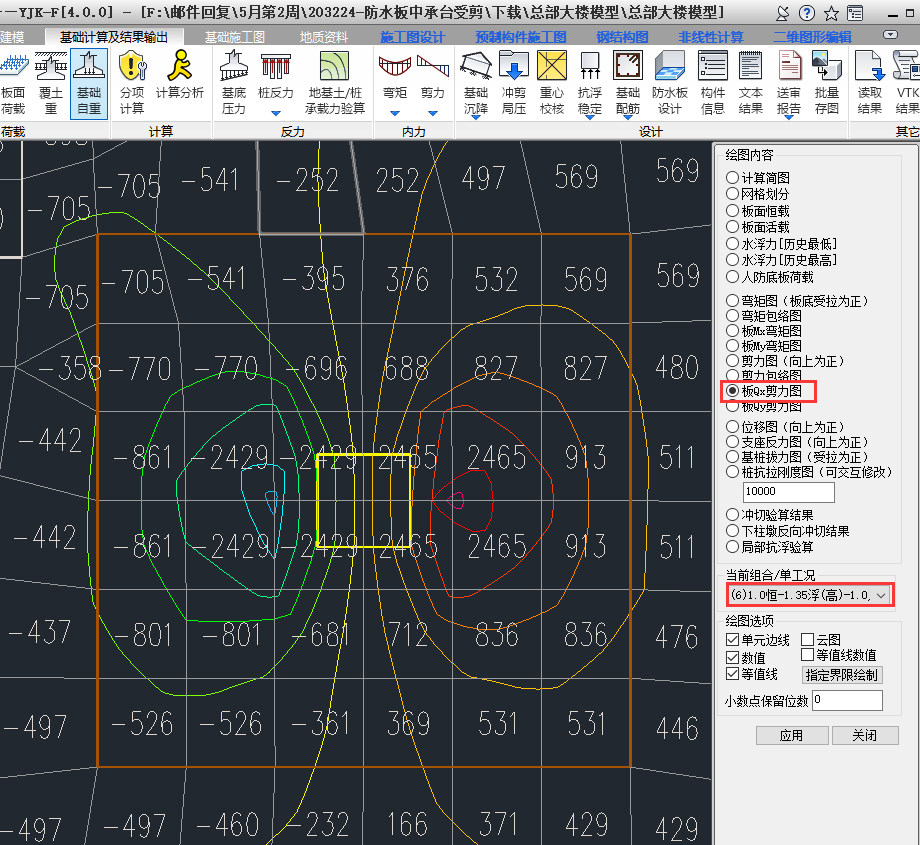 --YJK-F[4.0.0] - [F:\邮件回复\5月第2周\203224-防水板中承台受剪\下载\总部大楼模型\总部大楼模型]
建模 基础计算及结果输出 基础施工图 地质资料 施工图设计 预制构件施工图 钢结构图 非线性计算 二维图形编辑
板面荷载 覆土重 基础自重 分项计算 计算分析 基底压力 桩反力 地基土/桩承载力验算 弯矩 剪力 基础沉降 冲剪局压 重心校核 抗浮稳定 基础配筋 防水板设计 构件信息 文本结果 送审报告 批量存图 读取结果 VTK结果
荷载 计算 反力 内力 设计 其它
-705 -541 -252 252 497 569 569
-705
-705 -541 -395 376 532 569 569
-705
-358 -770 -770 -696 688 827 827 480
-442 -861 -2429 -2429 2465 2465 913 511
-442 -861 -2429 -2429 2465 2465 913 511
-437 -801 -801 -681 712 836 836 476
-497 -526 -526 -361 369 531 531 446
-497 -497 -460 -232 166 371 429 429
绘图内容
计算简图
网格划分
板面恒载
板面活载
水浮力[历史最低]
水浮力[历史最高]
人防底板荷载
弯矩图（板底受拉为正）
弯矩包络图
板Mx弯矩图
板My弯矩图
剪力图（向上为正）
剪力包络图
板Qx剪力图
板Qy剪力图
位移图（向上为正）
支座反力图（向上为正）
基桩拔力图（受拉为正）
桩抗拉刚度图（可交互修改）
10000
冲切验算结果
下柱墩反向冲切结果
局部抗浮验算
当前组合/单工况
(6)1.0恒-1.35浮(高)-1.0,
绘图选项
单元边线 云图
数值 等值线数值
等值线 指定界限绘制
小数点保留位数 0
应用 关闭